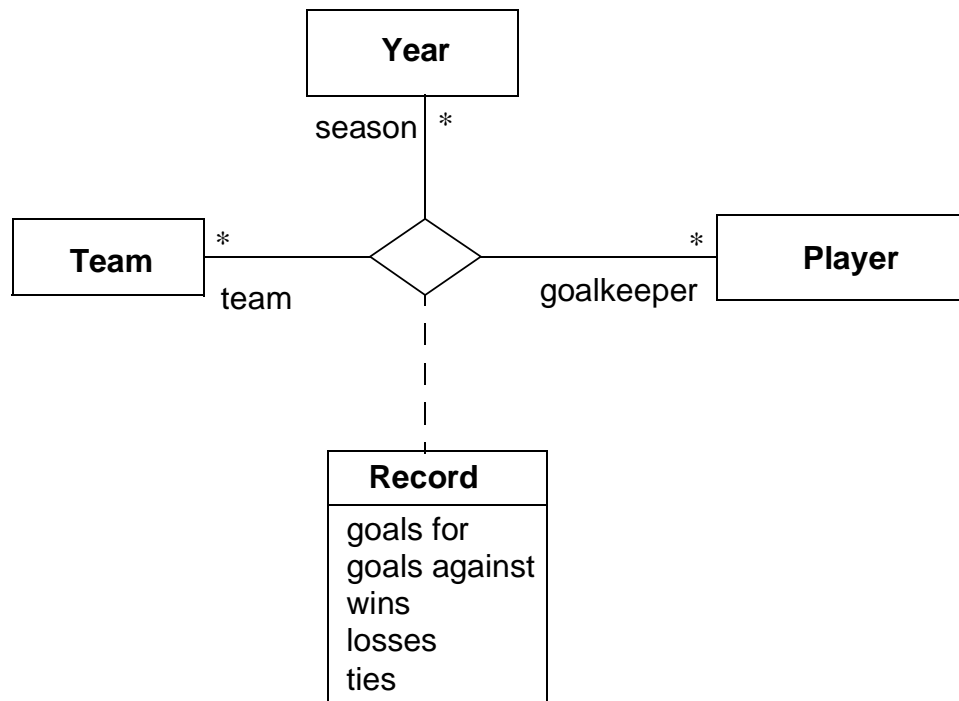 Year
season *
Team * * Player
team goalkeeper
Record
goals for
goals against
wins
losses
ties